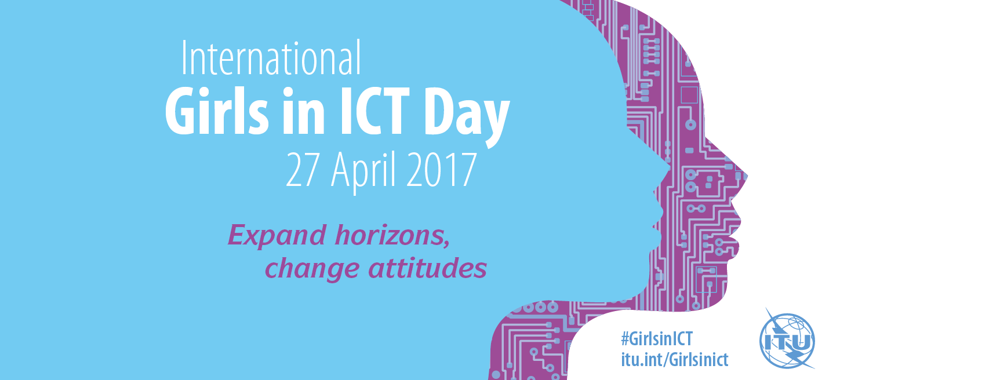 International
Girls in ICT Day
27 April 2017
Expand horizons,
change attitudes
#GirlsinICT
itu.int/Girlsinict
ITU